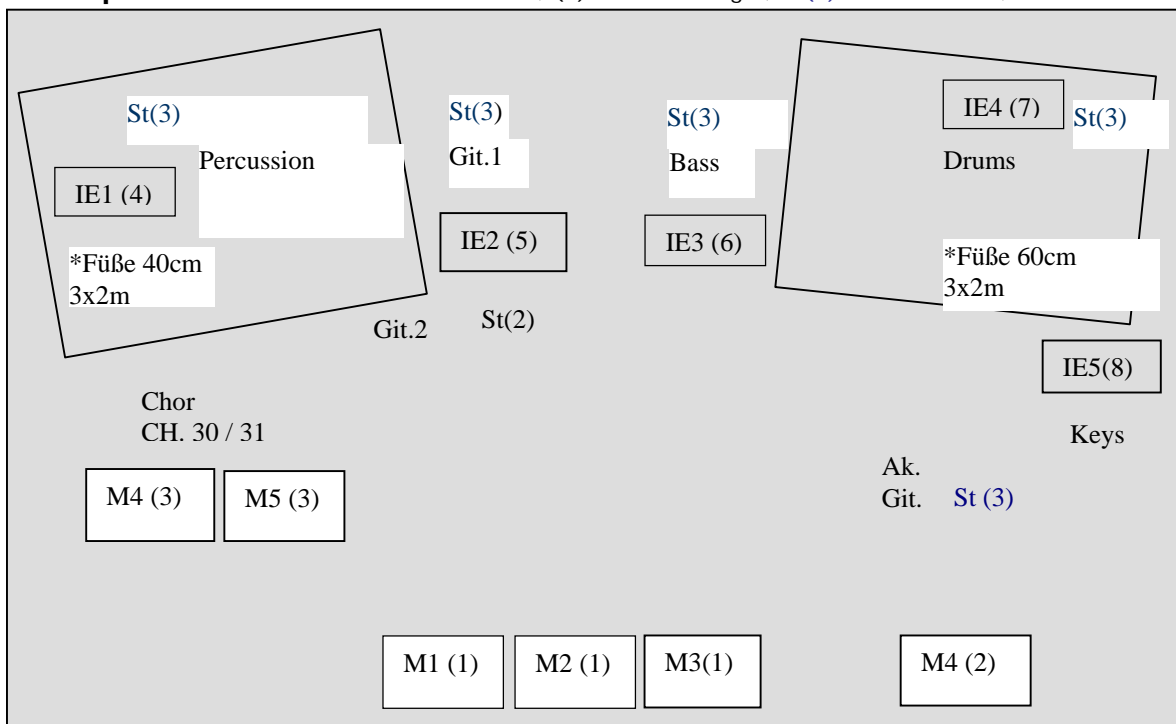 St(3)
St(3)
St(3)
IE4 (7)
St(3)
Percussion
Git.1
Bass
Drums
IE1 (4)
IE2 (5)
IE3 (6)
*Füße 40cm
3x2m
*Füße 60cm
3x2m
Git.2
St(2)
IE5(8)
Chor
CH. 30 / 31
Keys
M4 (3)
M5 (3)
Ak.
Git.
St (3)
M1 (1)
M2 (1)
M3(1)
M4 (2)